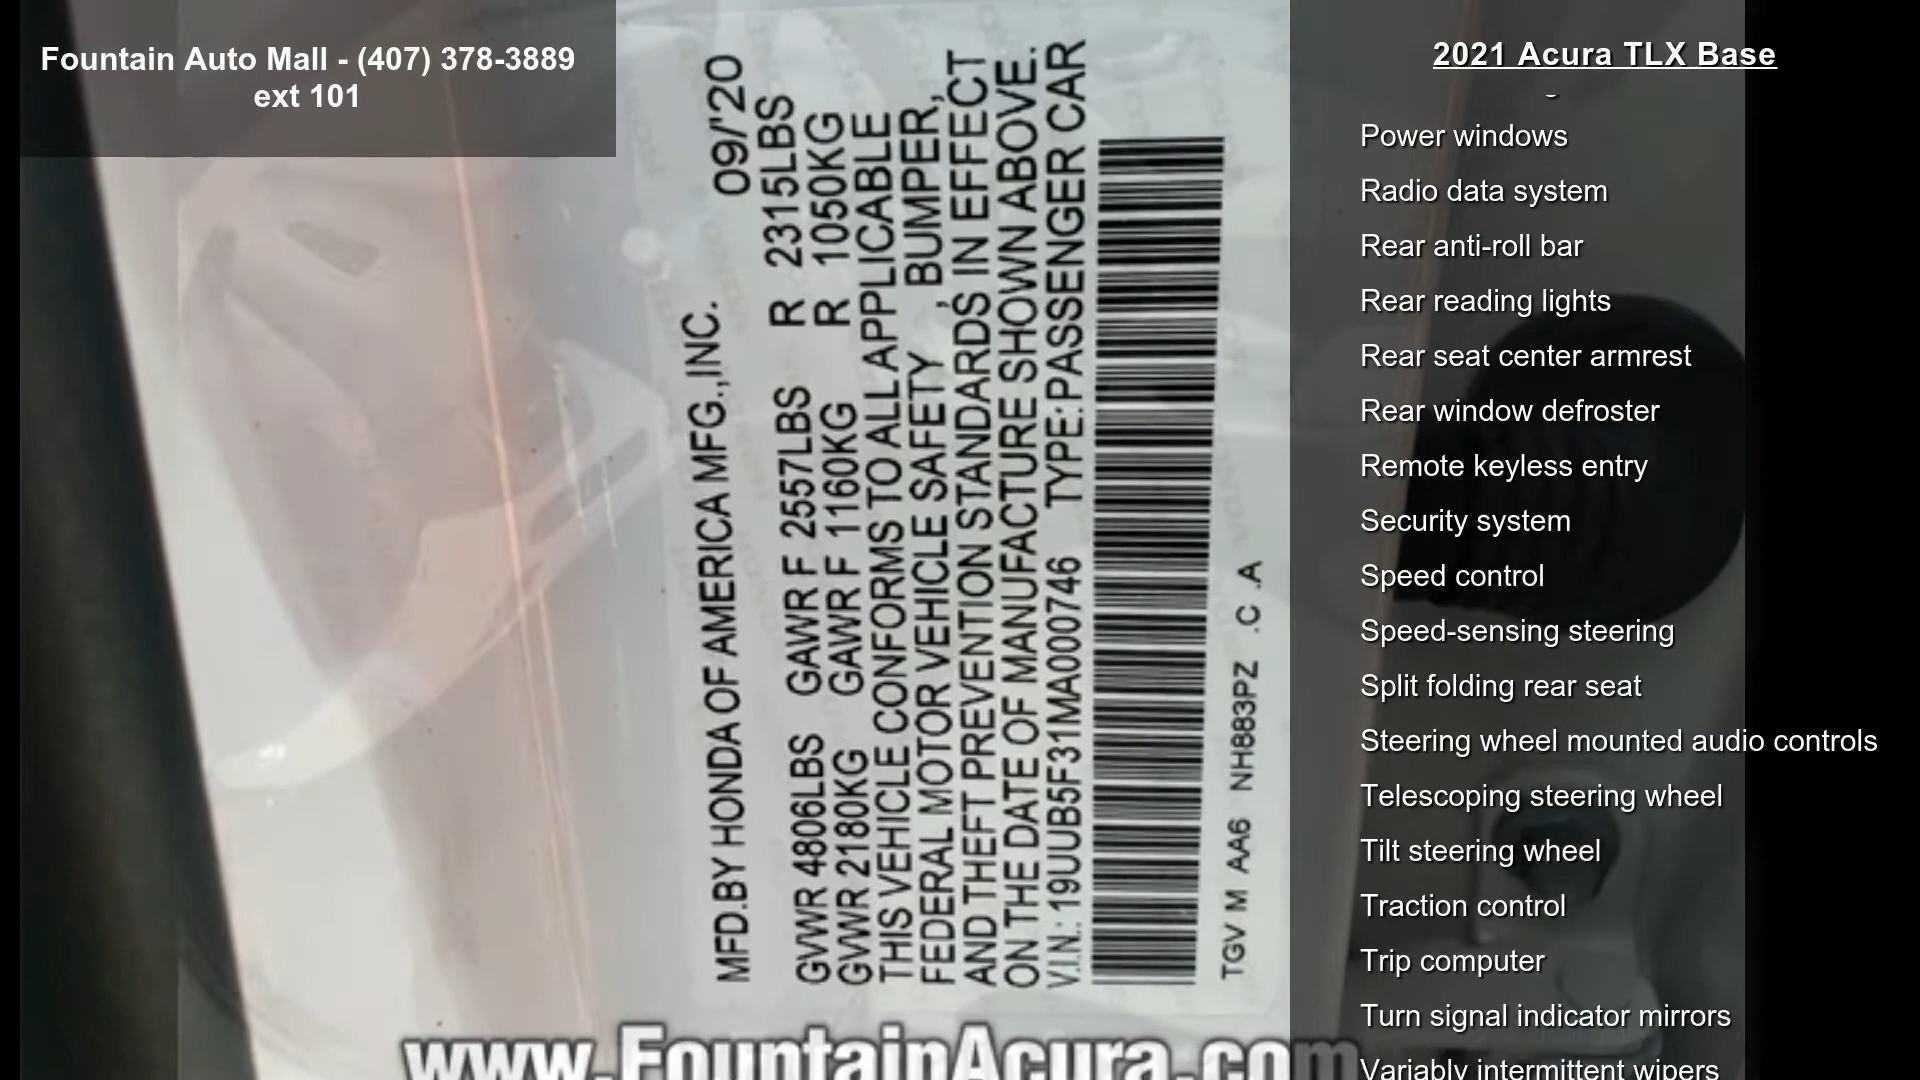 Fountain Auto Mall - (407) 378-3889
ext 101
MFD.BY HONDA OF AMERICA MFG.,INC. 09/'20
GVWR 4806LBS GAWR F 2557LBS R 2315LBS
GVWR 2180KG GAWR F 1160KG R 1050KG
THIS VEHICLE CONFORMS TO ALL APPLICABLE
FEDERAL MOTOR VEHICLE SAFETY, BUMPER,
AND THEFT PREVENTION STANDARDS, IN EFFECT
ON THE DATE OF MANUFACTURE SHOWN ABOVE.
V.I.N.: 19UUB5F31MA000746 TYPE: PASSENGER CAR
TGV M AA6 NH883PZ .C .A
www.FountainAcura.com
2021 Acura TLX Base
Power windows
Radio data system
Rear anti-roll bar
Rear reading lights
Rear seat center armrest
Rear window defroster
Remote keyless entry
Security system
Speed control
Speed-sensing steering
Split folding rear seat
Steering wheel mounted audio controls
Telescoping steering wheel
Tilt steering wheel
Traction control
Trip computer
Turn signal indicator mirrors
Variably intermittent wipers